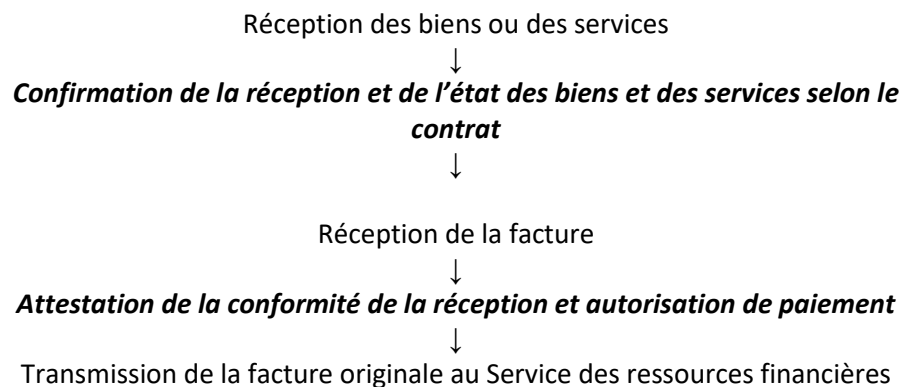 Réception des biens ou des services
↓
Confirmation de la réception et de l’état des biens et des services selon le
contrat
↓
Réception de la facture
↓
Attestation de la conformité de la réception et autorisation de paiement
↓
Transmission de la facture originale au Service des ressources financières